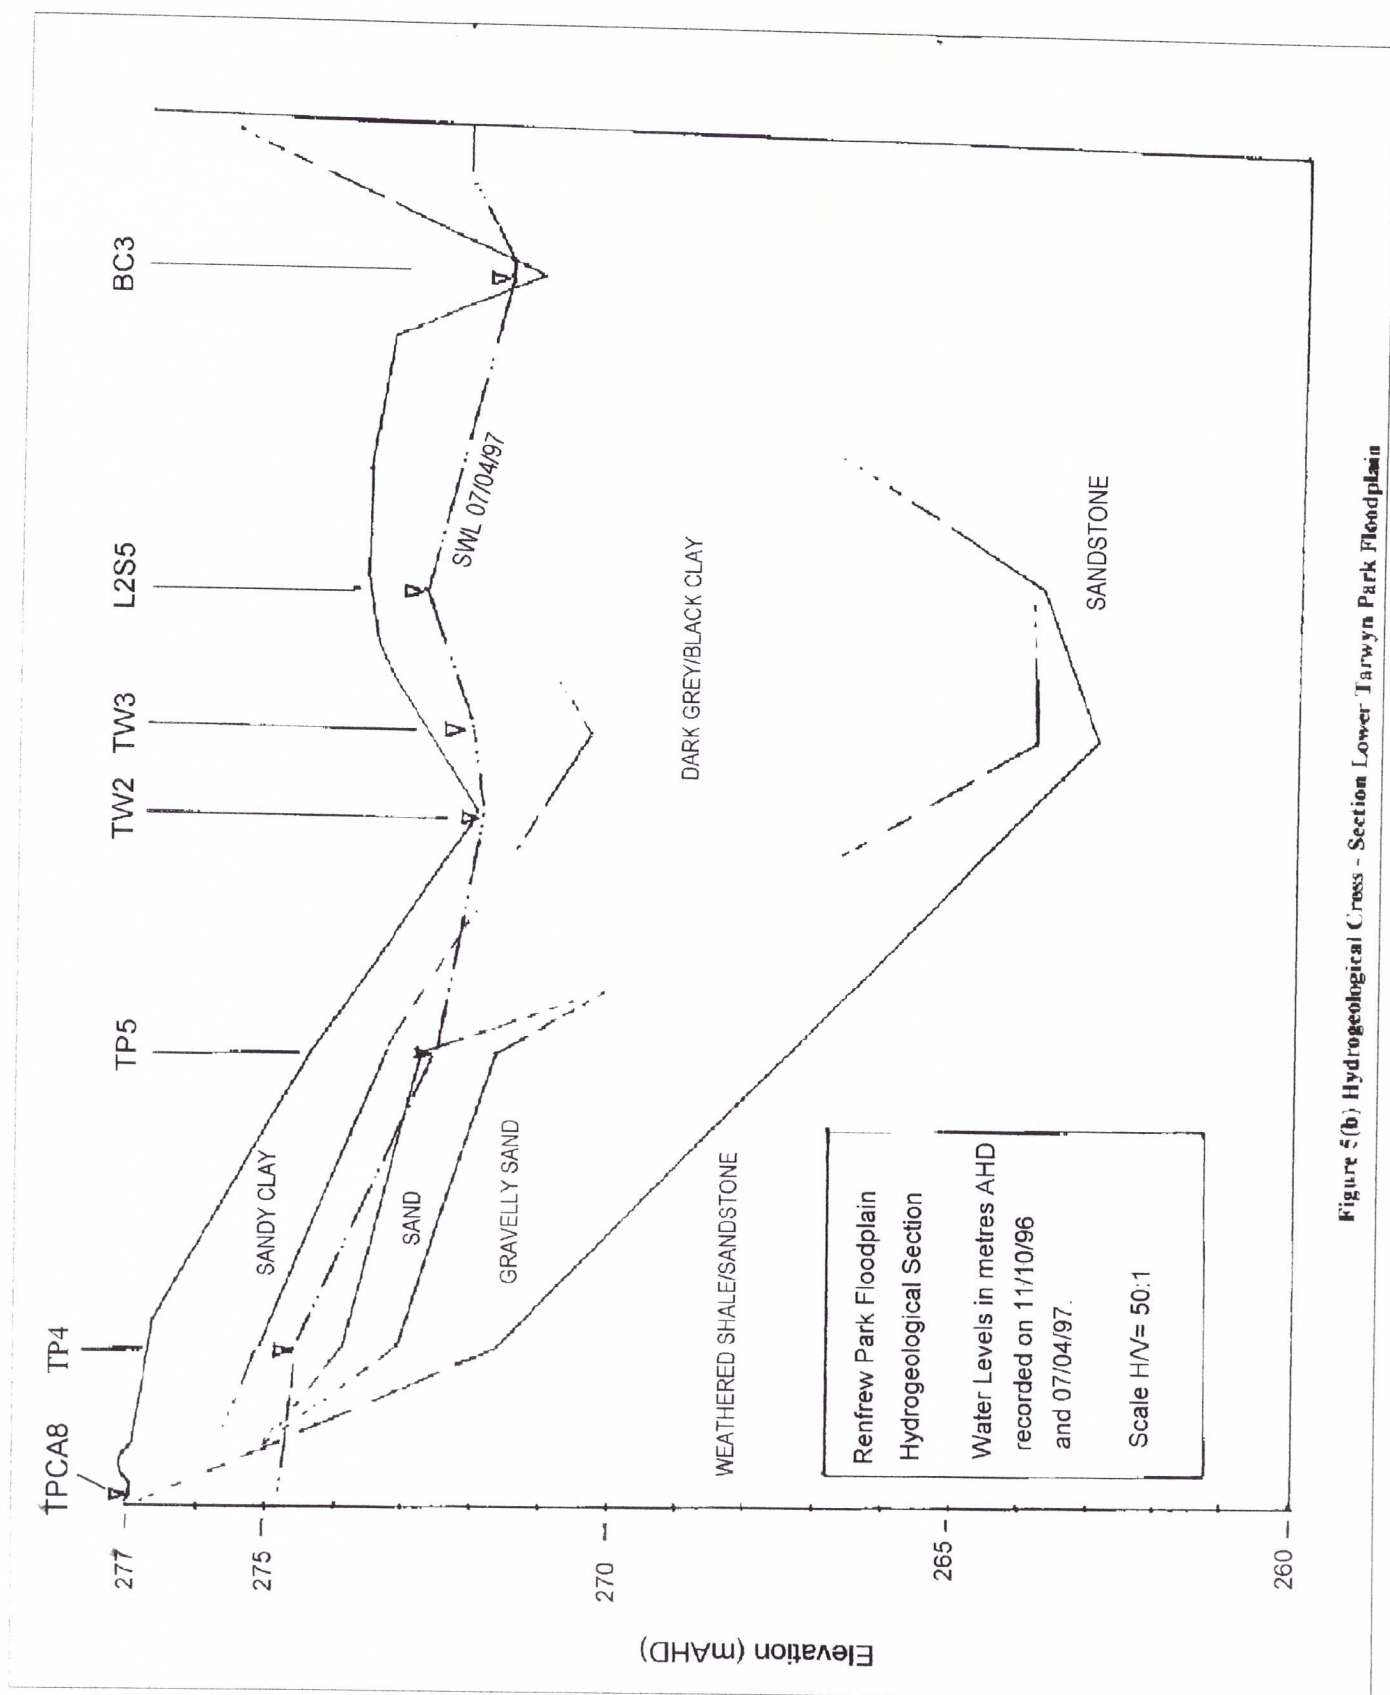 TPCA8
TP4
TP5
TW2
TW3
L2S5
BC3
277
275
270
265
260
Elevation (mAHD)
SANDY CLAY
SAND
GRAVELLY SAND
WEATHERED SHALE/SANDSTONE
SWL 07/04/97
DARK GREY/BLACK CLAY
SANDSTONE
Renfrew Park Floodplain
Hydrogeological Section
Water Levels in metres AHD
recorded on 11/10/96
and 07/04/97.
Scale H/V= 50:1
Figure 5(b) Hydrogeological Cross - Section Lower Tarwyn Park Floodplain